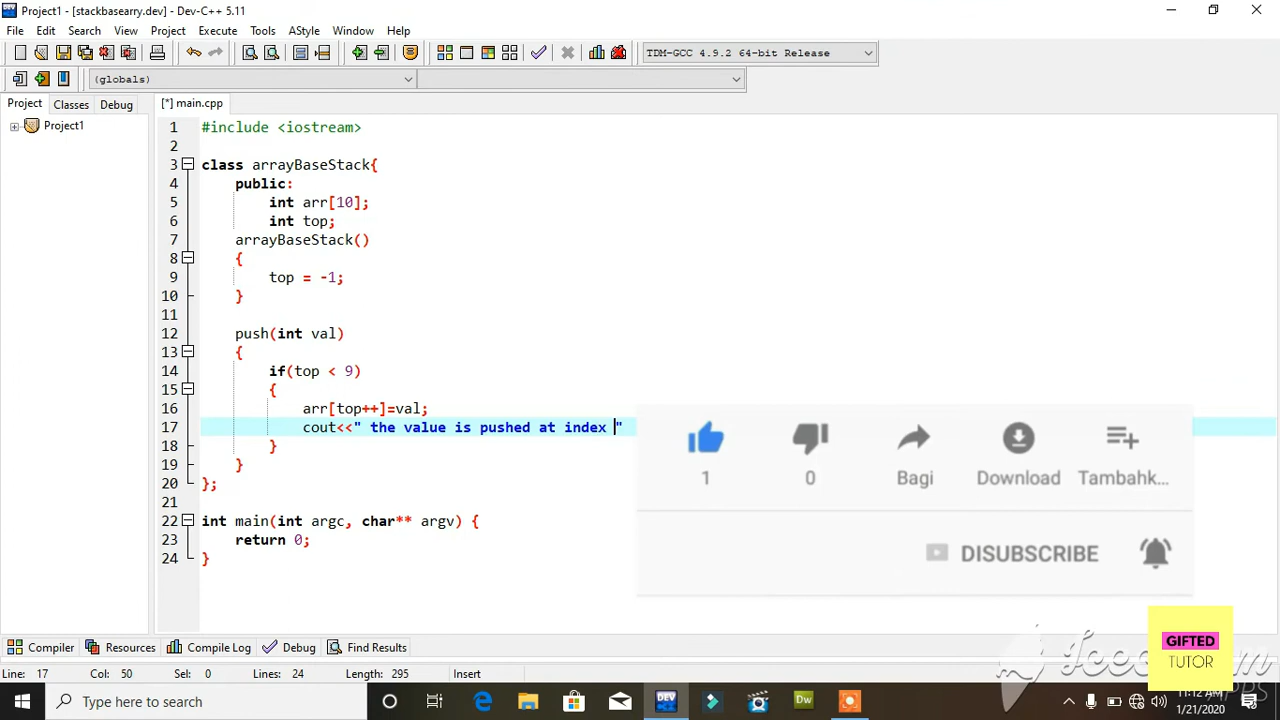 Project1 - [stackbasearry.dev] - Dev-C++ 5.11
File Edit Search View Project Execute Tools AStyle Window Help
TDM-GCC 4.9.2 64-bit Release
(globals)
Project Classes Debug [*] main.cpp
Project1
1 #include <iostream>
2
3 class arrayBaseStack{
4 public:
5 int arr[10];
6 int top;
7 arrayBaseStack()
8 {
9 top = -1;
10 }
11
12 push(int val)
13 {
14 if(top < 9)
15 {
16 arr[top++]=val;
17 cout<<" the value is pushed at index "
18 }
19 }
20 };
21
22 int main(int argc, char** argv) {
23 return 0;
24 }
1 0 Bagi Download Tambahk...
DISUBSCRIBE
GIFTED
TUTOR
Compiler Resources Compile Log Debug Find Results
Line: 17 Col: 50 Sel: 0 Lines: 24 Length: 295 Insert
Type here to search
DEV
Dw
11:12 AM
1/21/2020